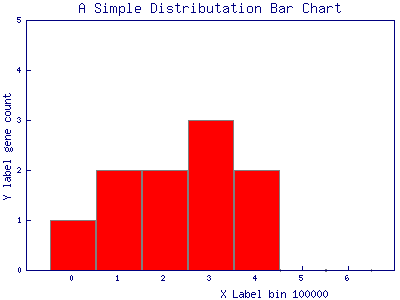 A Simple Distributation Bar Chart
5
4
3
2
1
0
Y label gene count
0 1 2 3 4 5 6
X Label bin 100000